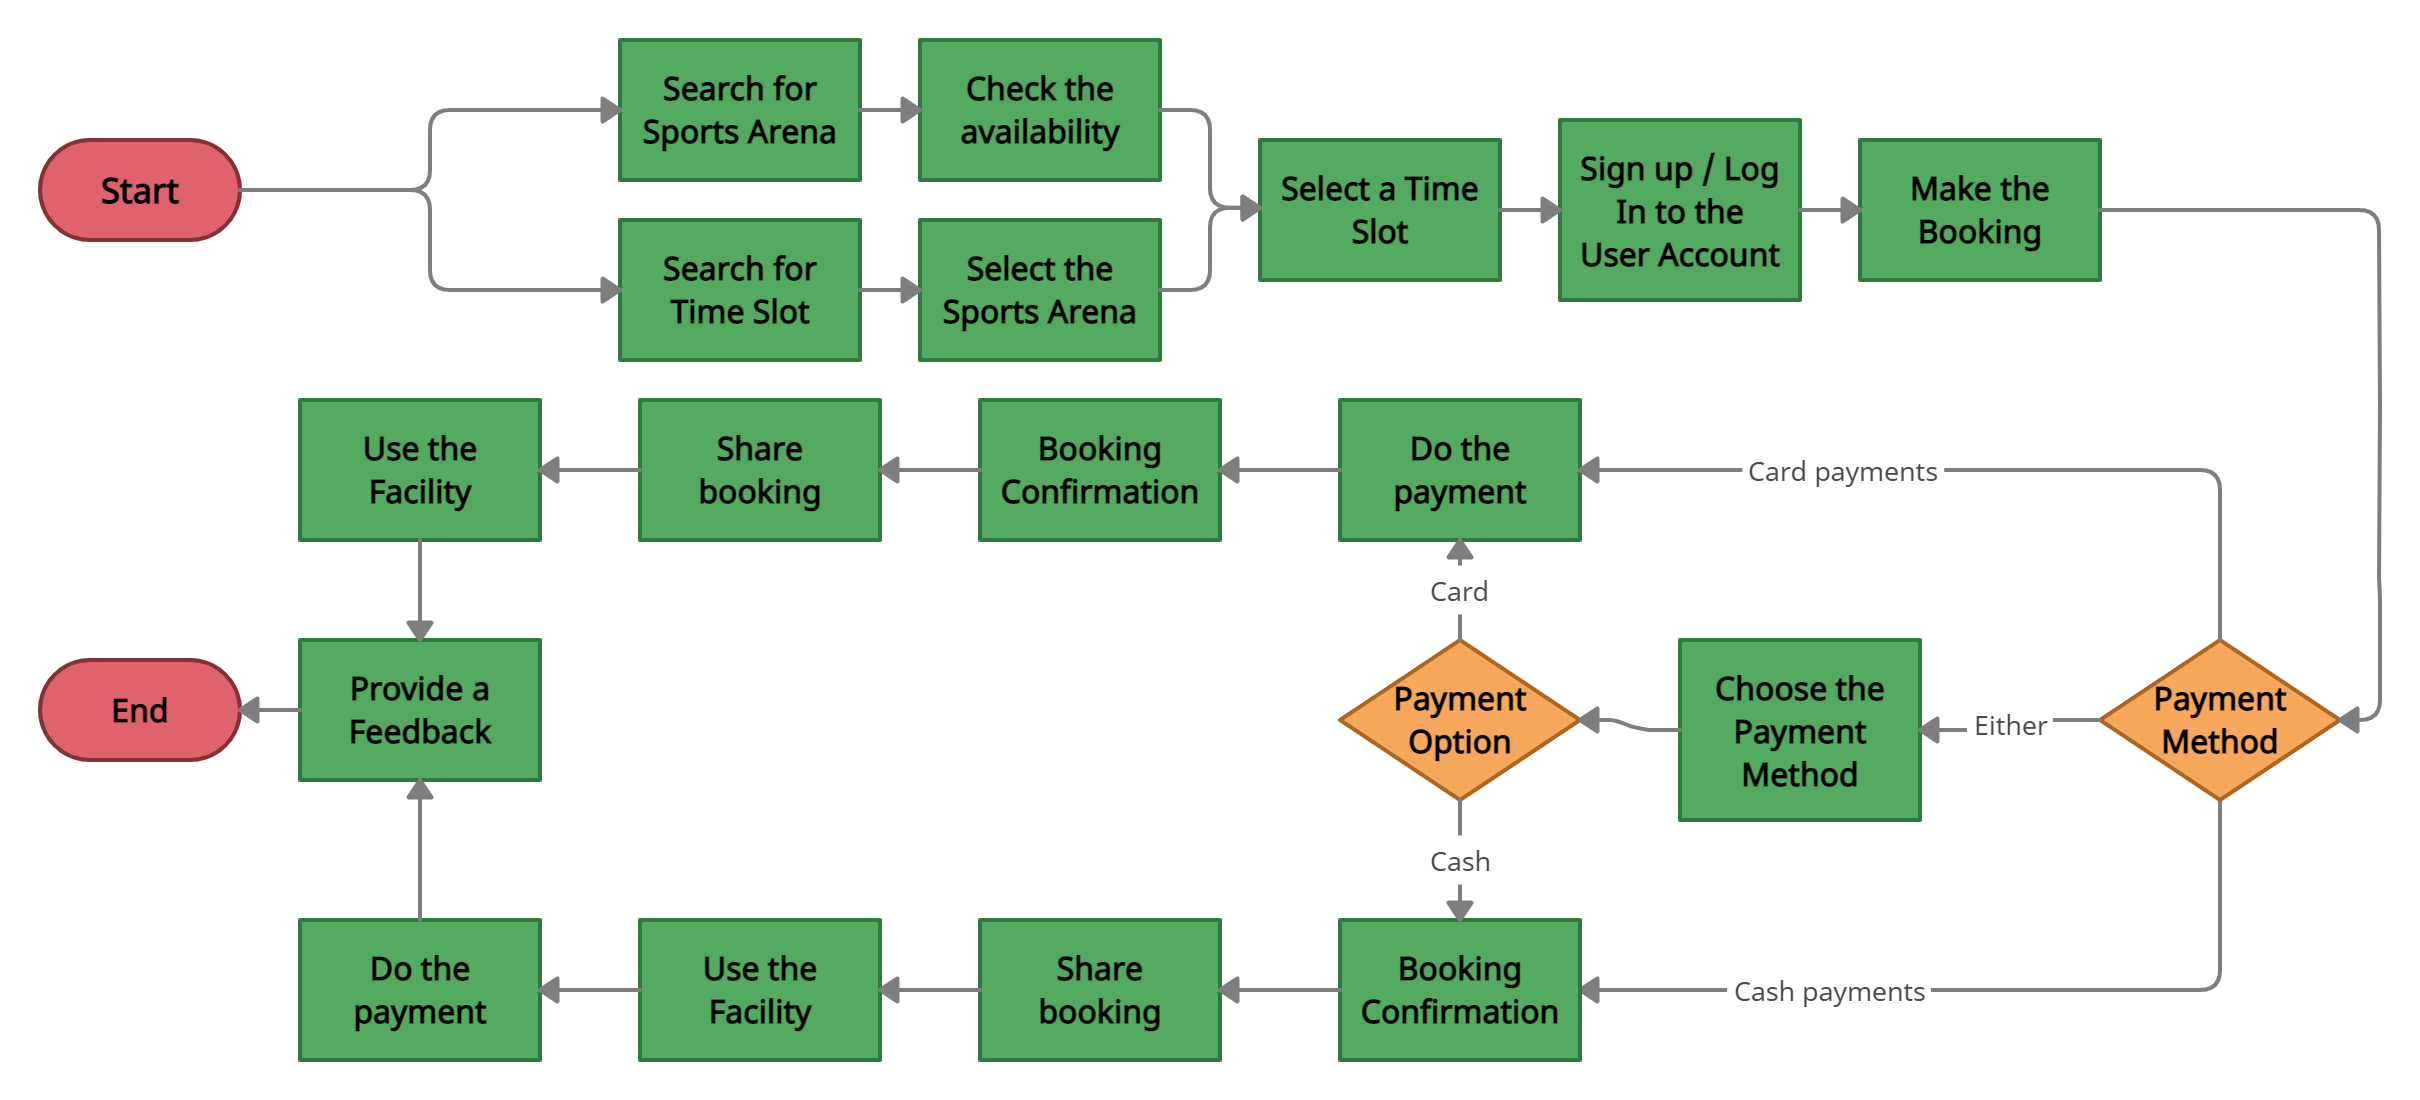 Start
Search for
Sports Arena
Check the
availability
Search for
Time Slot
Select the
Sports Arena
Select a Time
Slot
Sign up / Log
In to the
User Account
Make the
Booking
Use the
Facility
Share
booking
Booking
Confirmation
Do the
payment
Card payments
Card
End
Provide a
Feedback
Payment
Option
Choose the
Payment
Method
Either
Payment
Method
Cash
Do the
payment
Use the
Facility
Share
booking
Booking
Confirmation
Cash payments